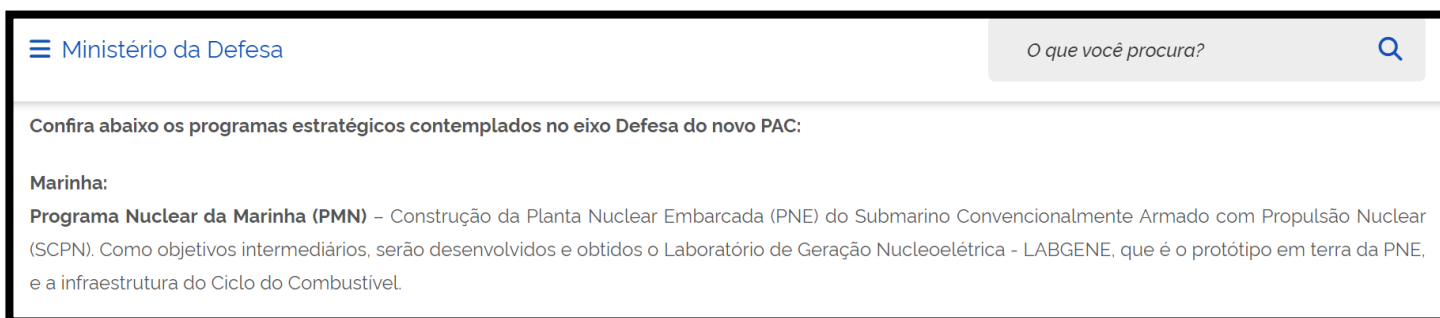 Ministério da Defesa
O que você procura?
Confira abaixo os programas estratégicos contemplados no eixo Defesa do novo PAC:
Marinha:
Programa Nuclear da Marinha (PMN) – Construção da Planta Nuclear Embarcada (PNE) do Submarino Convencionalmente Armado com Propulsão Nuclear
(SCPN). Como objetivos intermediários, serão desenvolvidos e obtidos o Laboratório de Geração Nucleoelétrica - LABGENE, que é o protótipo em terra da PNE,
e a infraestrutura do Ciclo do Combustível.